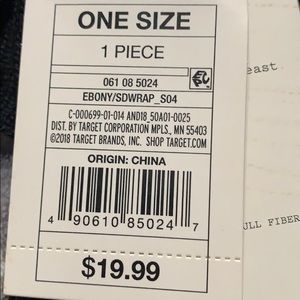 ONE SIZE
1 PIECE
061 08 5024
EBONY/SDWRAP_S04
C-000699-01-014 AND18_50A01-0025
DIST. BY TARGET CORPORATION MPLS., MN 55403
©2018 TARGET BRANDS, INC. SHOP TARGET.COM
ORIGIN: CHINA
4 90610 85024 7
$19.99
east
ULL FIBER